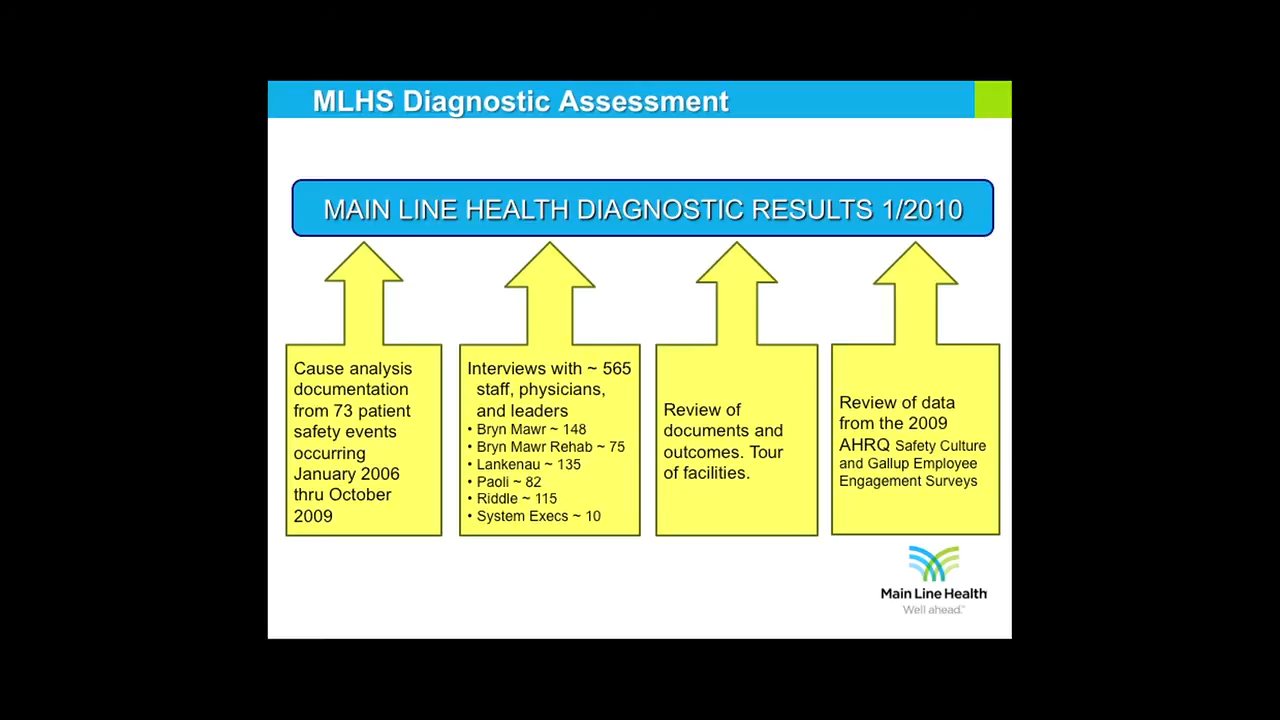 MLHS Diagnostic Assessment
MAIN LINE HEALTH DIAGNOSTIC RESULTS 1/2010
Cause analysis
documentation
from 73 patient
safety events
occurring
January 2006
thru October
2009
Interviews with ~ 565
staff, physicians,
and leaders
• Bryn Mawr ~ 148
• Bryn Mawr Rehab ~ 75
• Lankenau ~ 135
• Paoli ~ 82
• Riddle ~ 115
• System Execs ~ 10
Review of
documents and
outcomes. Tour
of facilities.
Review of data
from the 2009
AHRQ Safety Culture
and Gallup Employee
Engagement Surveys
Main Line Health
Well ahead.™